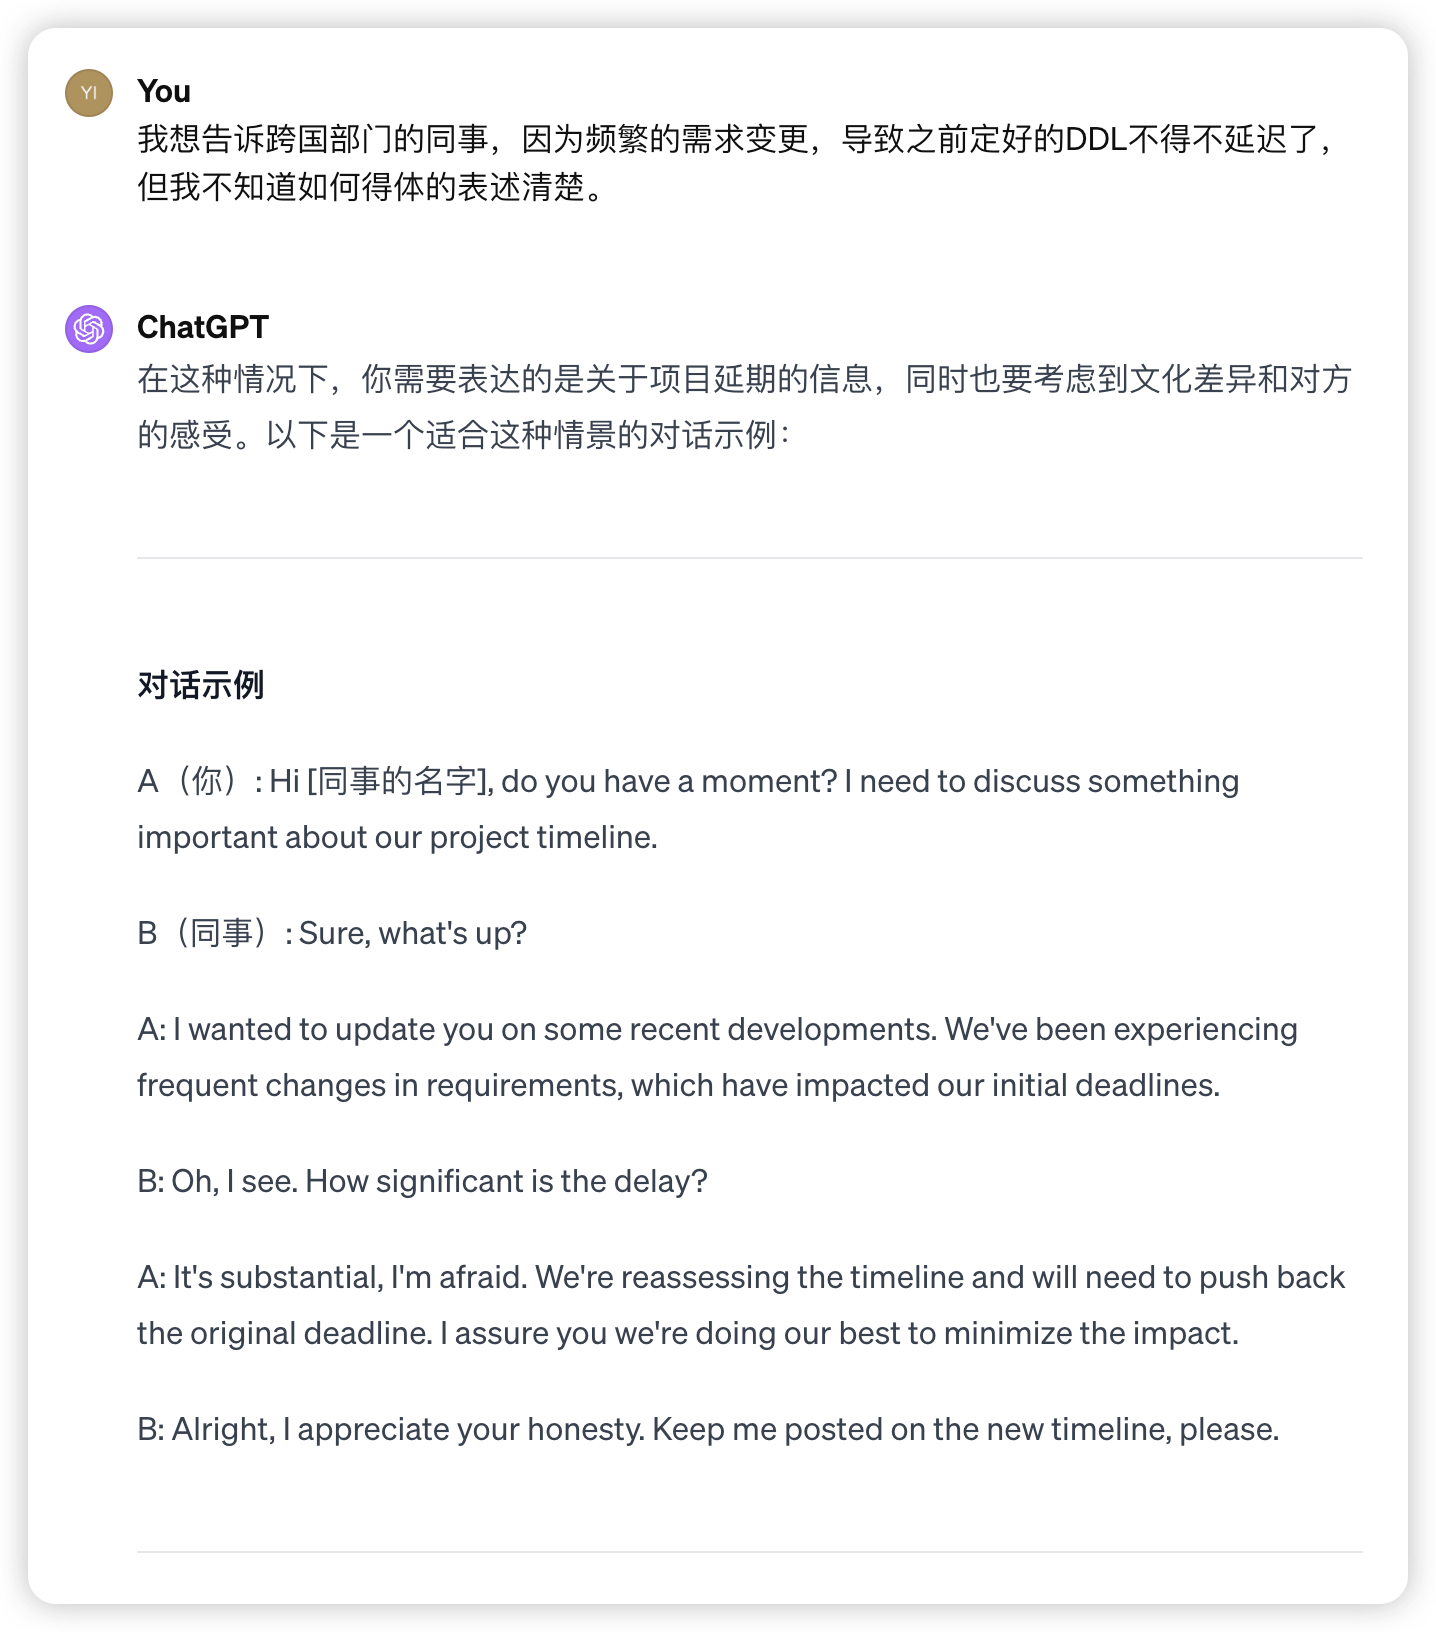 YI
You
我想告诉跨国部门的同事，因为频繁的需求变更，导致之前定好的DDL不得不延迟了，
但我不知道如何得体的表述清楚。
ChatGPT
在这种情况下，你需要表达的是关于项目延期的信息，同时也要考虑到文化差异和对方
的感受。以下是一个适合这种情景的对话示例：
对话示例
A（你）: Hi [同事的名字], do you have a moment? I need to discuss something
important about our project timeline.
B（同事）: Sure, what's up?
A: I wanted to update you on some recent developments. We've been experiencing
frequent changes in requirements, which have impacted our initial deadlines.
B: Oh, I see. How significant is the delay?
A: It's substantial, I'm afraid. We're reassessing the timeline and will need to push back
the original deadline. I assure you we're doing our best to minimize the impact.
B: Alright, I appreciate your honesty. Keep me posted on the new timeline, please.